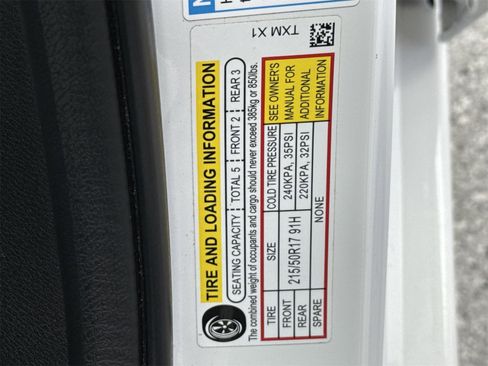 TIRE AND LOADING INFORMATION
SEATING CAPACITY | TOTAL 5 | FRONT 2 | REAR 3
The combined weight of occupants and cargo should never exceed 385kg or 850lbs.
TIRE SIZE COLD TIRE PRESSURE SEE OWNER'S
FRONT 215/50R17 91H 240KPA, 35PSI MANUAL FOR
REAR 220KPA, 32PSI ADDITIONAL
SPARE NONE INFORMATION
TXM X1